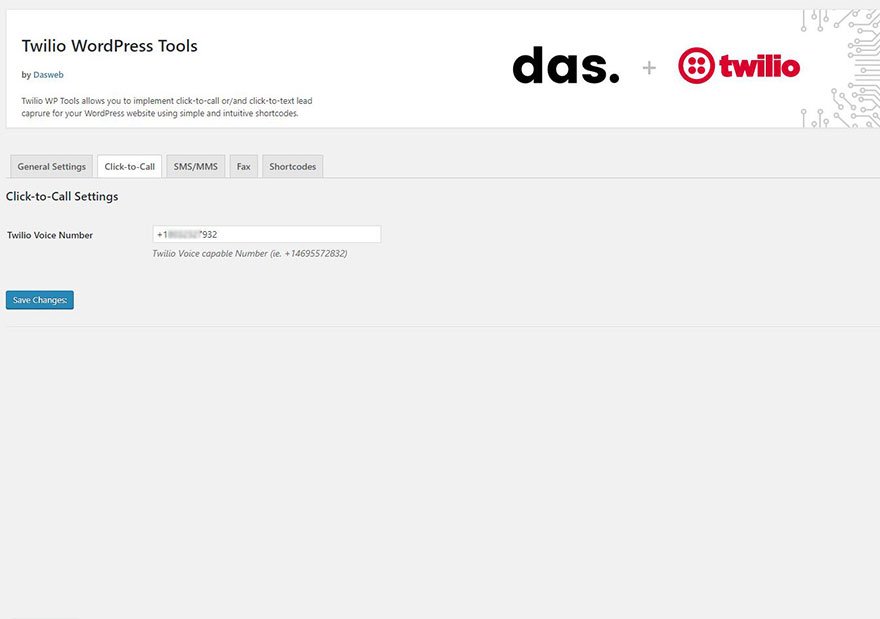 Twilio WordPress Tools
by Dasweb
Twilio WP Tools allows you to implement click-to-call or/and click-to-text lead
caprure for your WordPress website using simple and intuitive shortcodes.
das. + twilio
General Settings Click-to-Call SMS/MMS Fax Shortcodes
Click-to-Call Settings
Twilio Voice Number
+1 932
Twilio Voice capable Number (ie. +14695572832)
Save Changes: